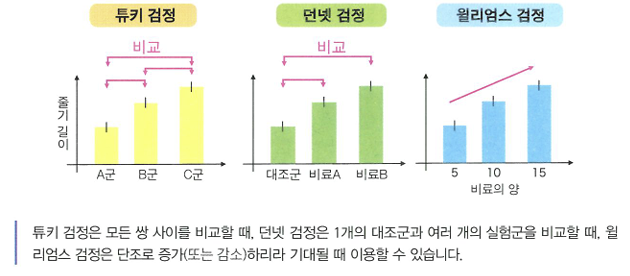 튜키 검정
던넷 검정
윌리엄스 검정
비교
비교
줄기 길이
A군 B군 C군
대조군 비료A 비료B
5 10 15
비료의 양
튜키 검정은 모든 쌍 사이를 비교할 때, 던넷 검정은 1개의 대조군과 여러 개의 실험군을 비교할 때, 윌
리엄스 검정은 단조로 증가(또는 감소)하리라 기대될 때 이용할 수 있습니다.